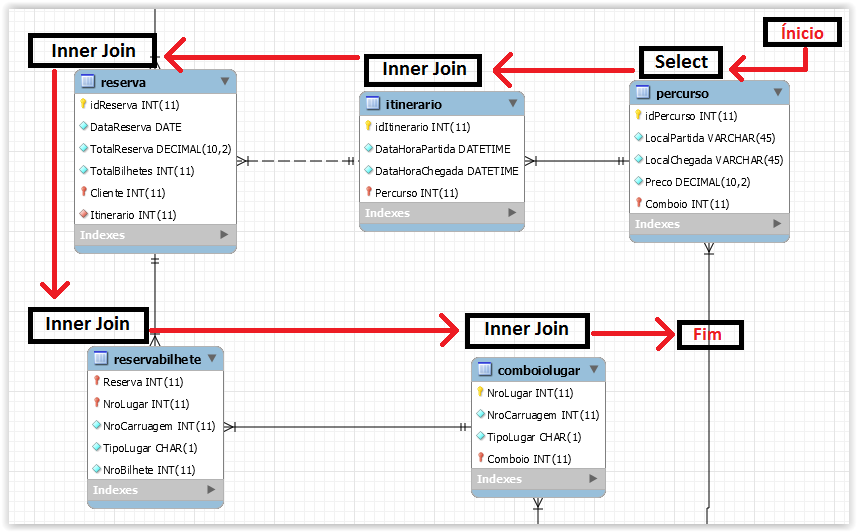 Ínicio
Select
Inner Join
Inner Join
percurso
idPercurso INT(11)
LocalPartida VARCHAR(45)
LocalChegada VARCHAR(45)
Preco DECIMAL(10,2)
Comboio INT(11)
Indexes
itinerario
idItinerario INT(11)
DataHoraPartida DATETIME
DataHoraChegada DATETIME
Percurso INT(11)
Indexes
reserva
idReserva INT(11)
DataReserva DATE
TotalReserva DECIMAL(10,2)
TotalBilhetes INT(11)
Cliente INT(11)
Itinerario INT(11)
Indexes
Inner Join
Inner Join
Fim
reservabilhete
Reserva INT(11)
NroLugar INT(11)
NroCarruagem INT(11)
TipoLugar CHAR(1)
NroBilhete INT(11)
Indexes
comboiolugar
NroLugar INT(11)
NroCarruagem INT(11)
TipoLugar CHAR(1)
Comboio INT(11)
Indexes